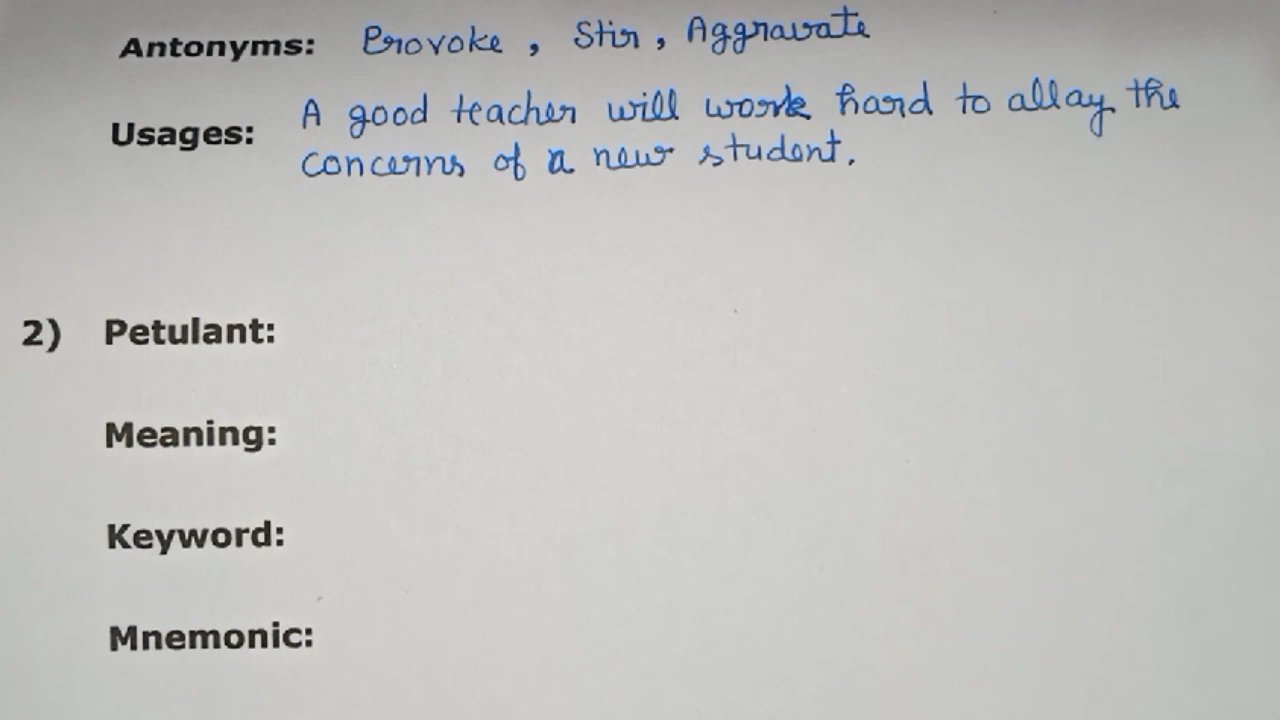 Antonyms: Provoke , Stir , Aggravate
Usages: A good teacher will work hard to allay the
concerns of a new student.
2) Petulant:
Meaning:
Keyword:
Mnemonic: